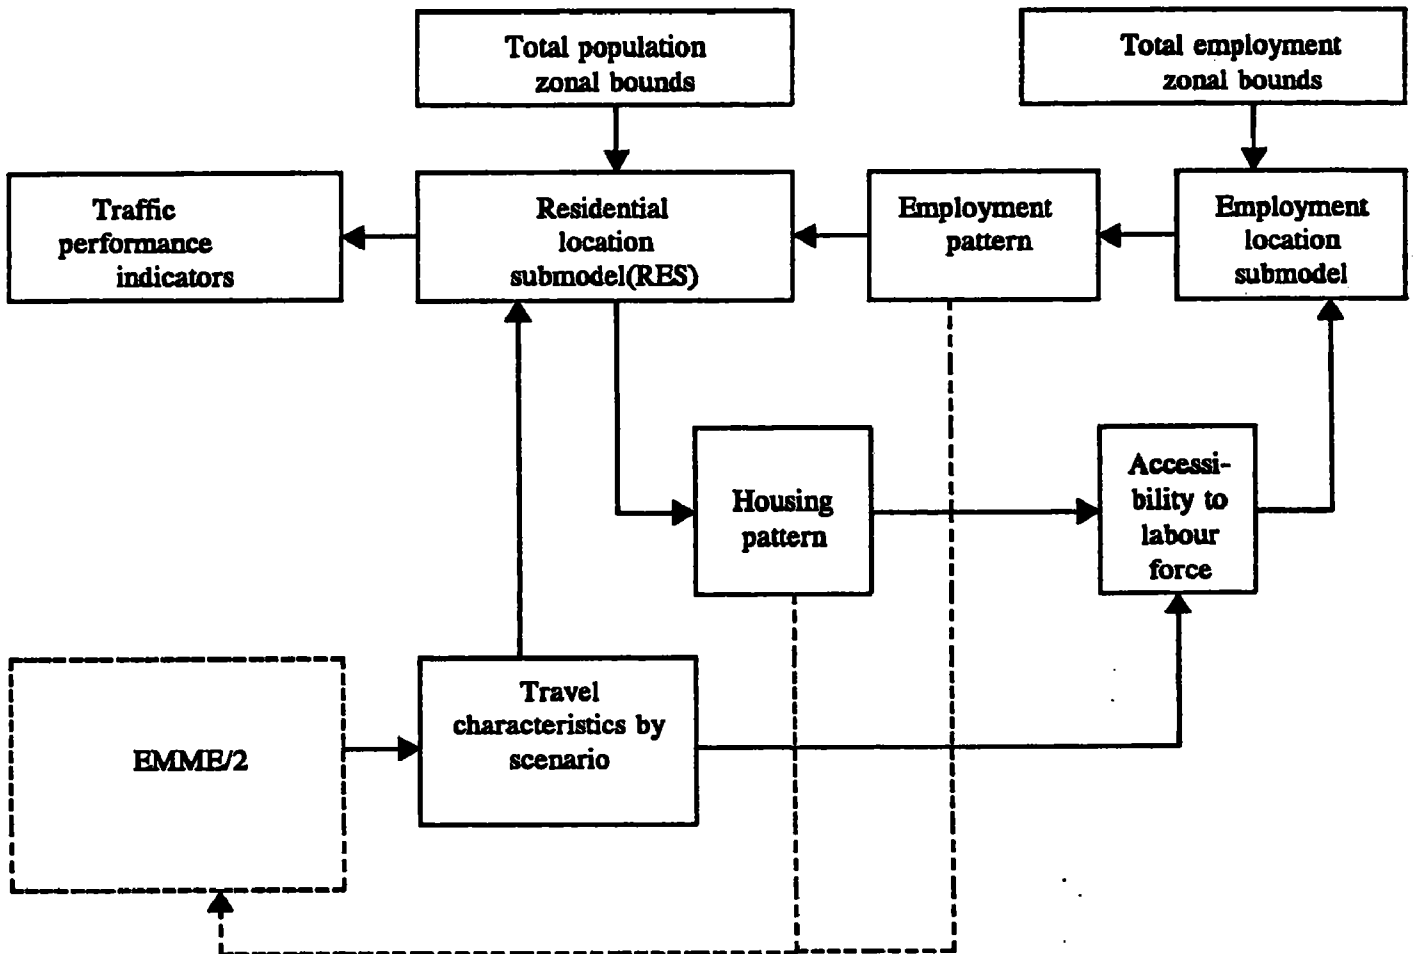 Total population
zonal bounds
Total employment
zonal bounds
Traffic
performance
indicators
Residential
location
submodel(RES)
Employment
pattern
Employment
location
submodel
Housing
pattern
Accessi-
bility to
labour
force
EMME/2
Travel
characteristics by
scenario